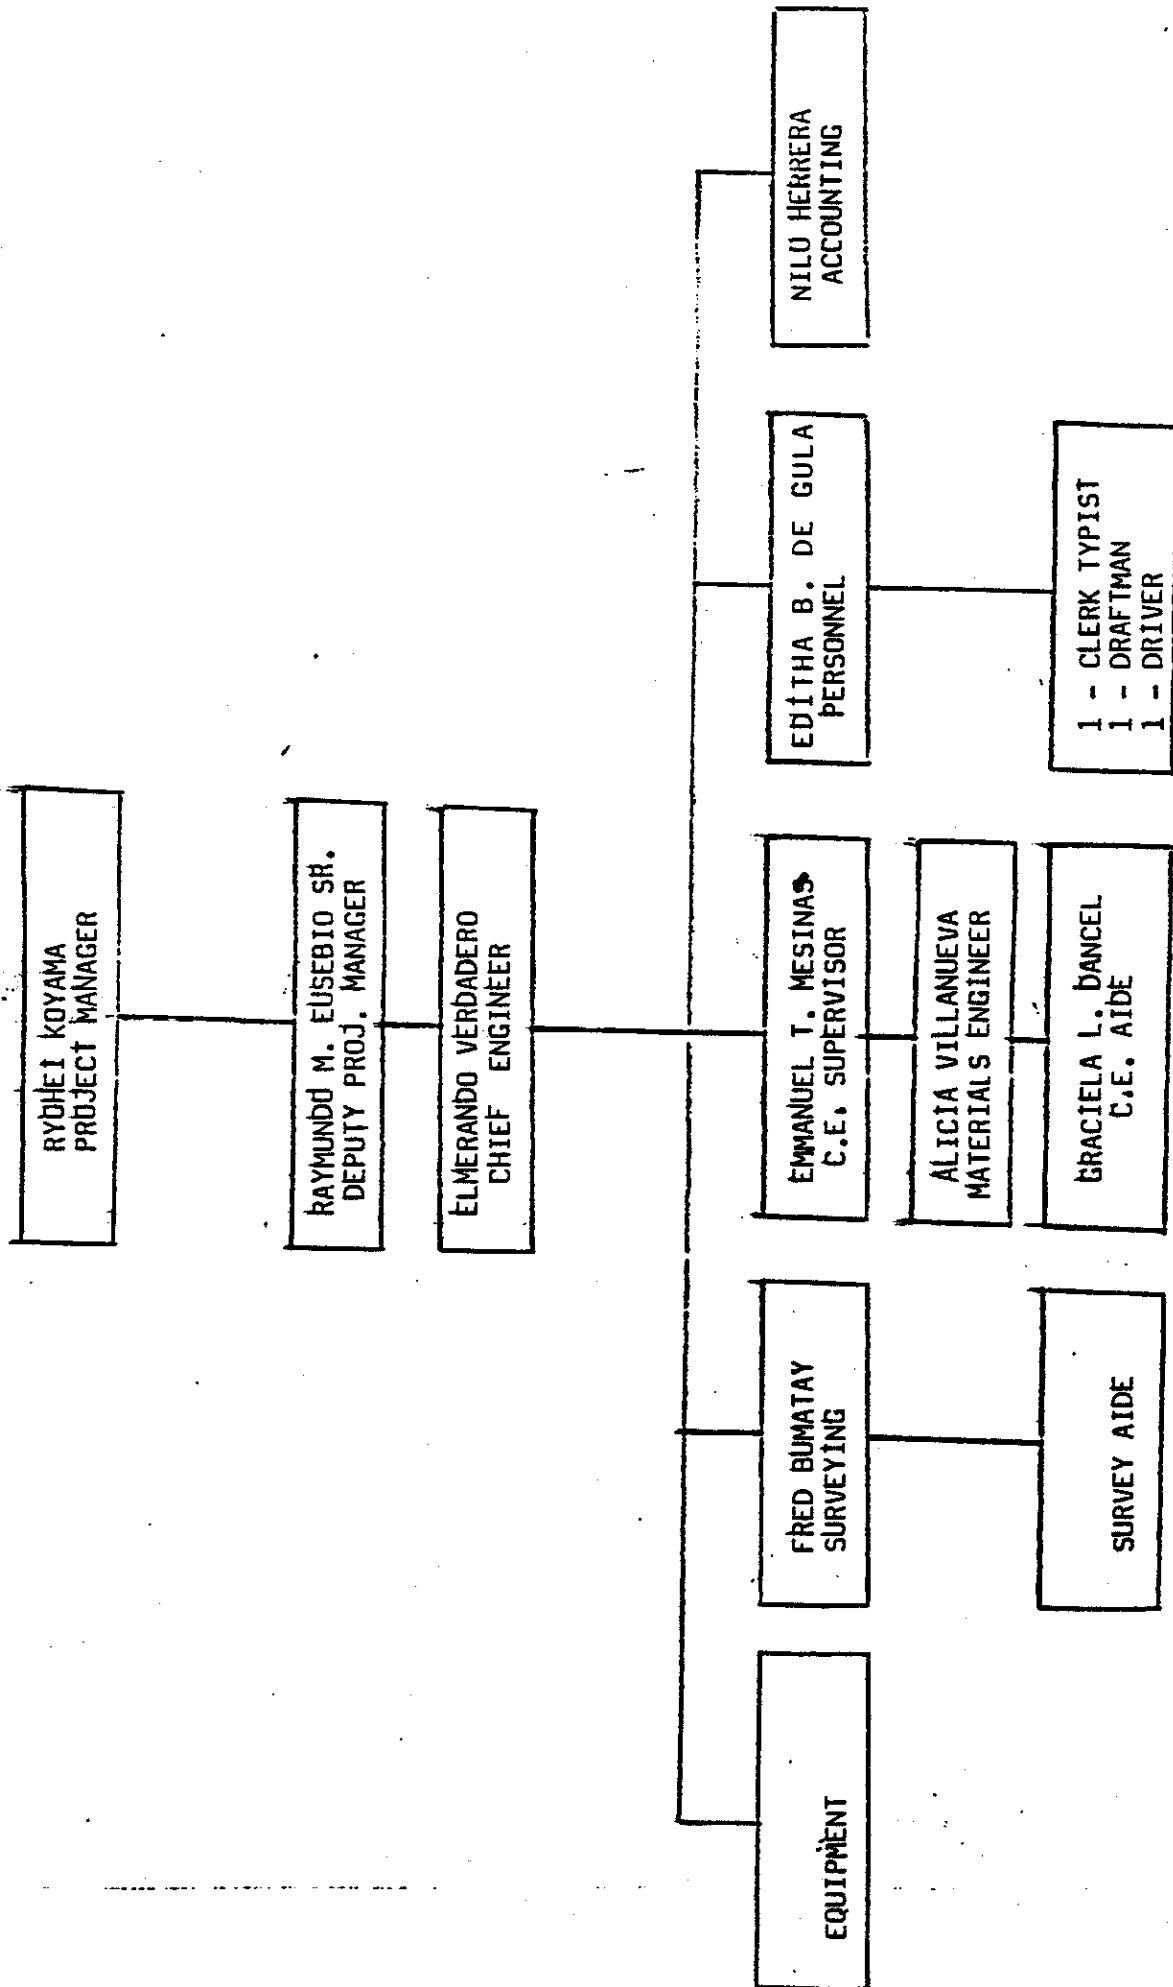 RYOHEI KOYAMA
PROJECT MANAGER
RAYMUNDO M. EUSEBIO SR.
DEPUTY PROJ. MANAGER
ELMERANDO VERDADERO
CHIEF ENGINEER
EQUIPMENT
FRED BUMATAY
SURVEYING
EMMANUEL T. MESINAS
C.E. SUPERVISOR
EDITHA B. DE GULA
PERSONNEL
NILU HERRERA
ACCOUNTING
ALICIA VILLANUEVA
MATERIALS ENGINEER
SURVEY AIDE
GRACIELA L. DANCEL
C.E. AIDE
1 - CLERK TYPIST
1 - DRAFTMAN
1 - DRIVER